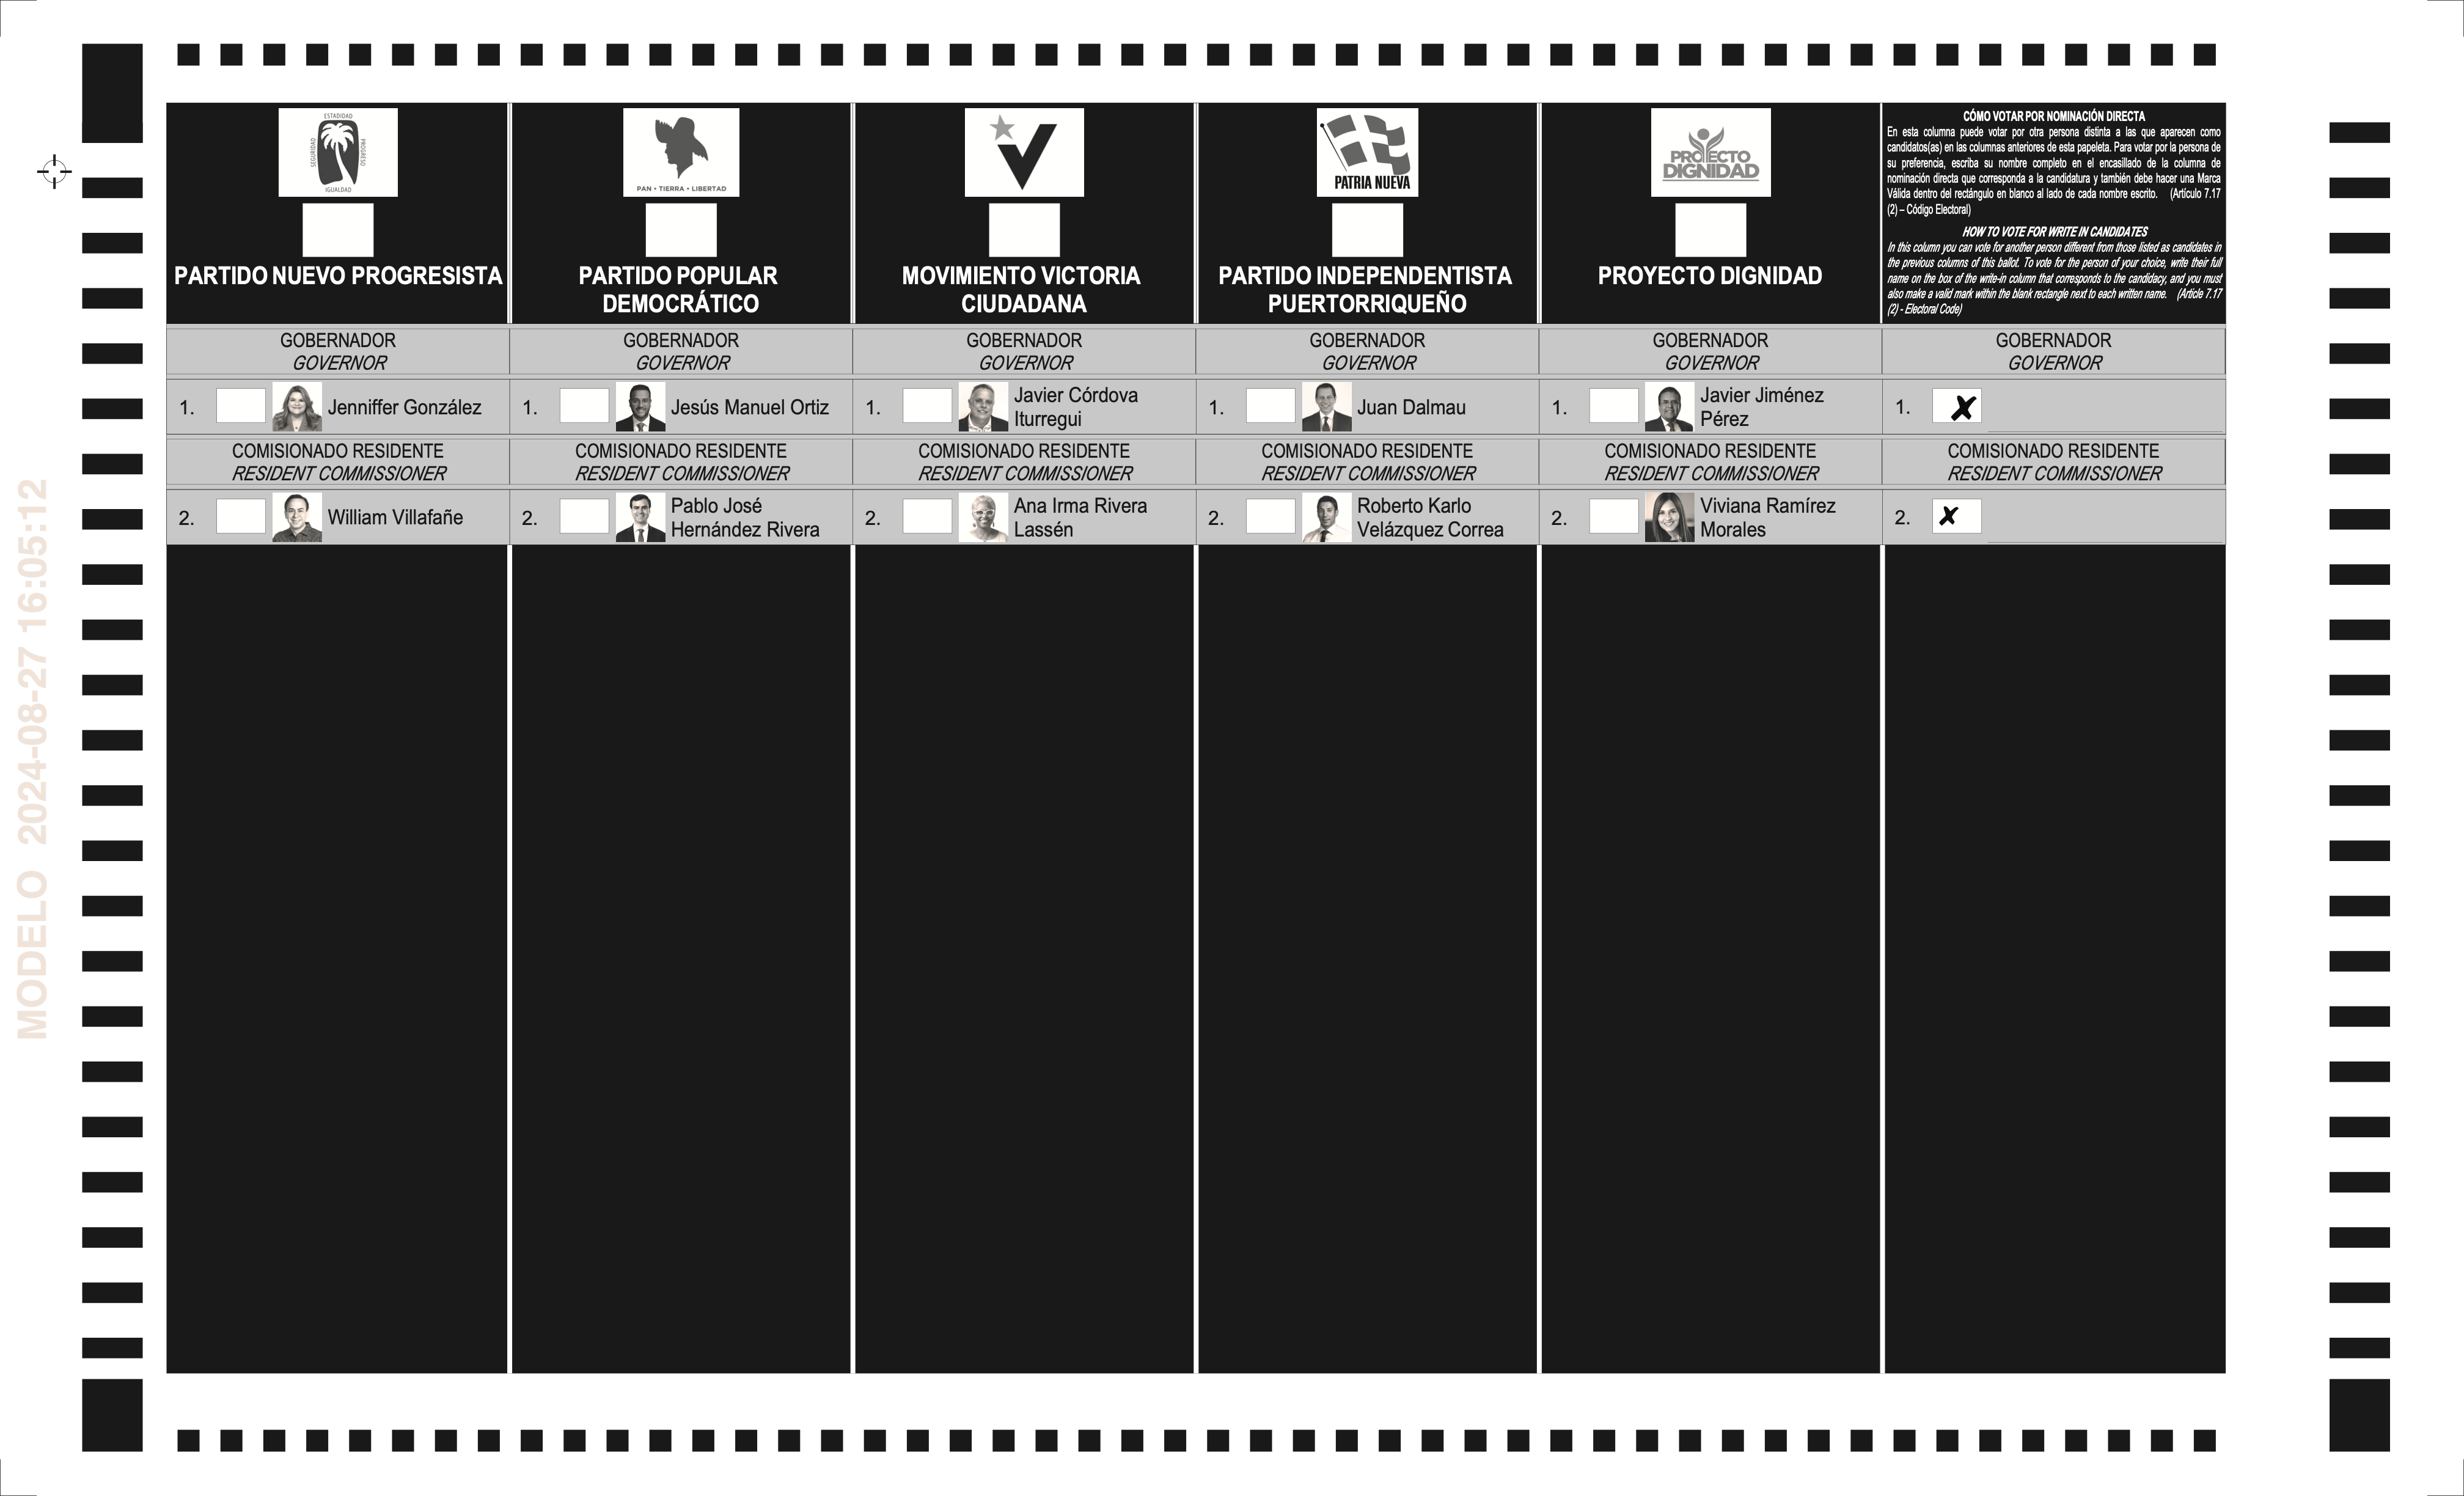 ESTADIDAD
SEGURIDAD
PROGRESO
IGUALDAD
PARTIDO NUEVO PROGRESISTA
PAN • TIERRA • LIBERTAD
PARTIDO POPULAR
DEMOCRÁTICO
MOVIMIENTO VICTORIA
CIUDADANA
PATRIA NUEVA
PARTIDO INDEPENDENTISTA
PUERTORRIQUEÑO
PROYECTO
DIGNIDAD
PROYECTO DIGNIDAD
CÓMO VOTAR POR NOMINACIÓN DIRECTA
En esta columna puede votar por otra persona distinta a las que aparecen como
candidatos(as) en las columnas anteriores de esta papeleta. Para votar por la persona de
su preferencia, escriba su nombre completo en el encasillado de la columna de
nominación directa que corresponda a la candidatura y también debe hacer una Marca
Válida dentro del rectángulo en blanco al lado de cada nombre escrito. (Artículo 7.17
(2) – Código Electoral)
HOW TO VOTE FOR WRITE IN CANDIDATES
In this column you can vote for another person different from those listed as candidates in
the previous columns of this ballot. To vote for the person of your choice, write their full
name on the box of the write-in column that corresponds to the candidacy, and you must
also make a valid mark within the blank rectangle next to each written name. (Article 7.17
(2) - Electoral Code)
GOBERNADOR
GOVERNOR
GOBERNADOR
GOVERNOR
GOBERNADOR
GOVERNOR
GOBERNADOR
GOVERNOR
GOBERNADOR
GOVERNOR
GOBERNADOR
GOVERNOR
1. Jenniffer González
1. Jesús Manuel Ortiz
1. Javier Córdova
Iturregui
1. Juan Dalmau
1. Javier Jiménez
Pérez
1. ✘
COMISIONADO RESIDENTE
RESIDENT COMMISSIONER
COMISIONADO RESIDENTE
RESIDENT COMMISSIONER
COMISIONADO RESIDENTE
RESIDENT COMMISSIONER
COMISIONADO RESIDENTE
RESIDENT COMMISSIONER
COMISIONADO RESIDENTE
RESIDENT COMMISSIONER
COMISIONADO RESIDENTE
RESIDENT COMMISSIONER
2. William Villafañe
2. Pablo José
Hernández Rivera
2. Ana Irma Rivera
Lassén
2. Roberto Karlo
Velázquez Correa
2. Viviana Ramírez
Morales
2. ✘
MODELO 2024-08-27 16:05:12